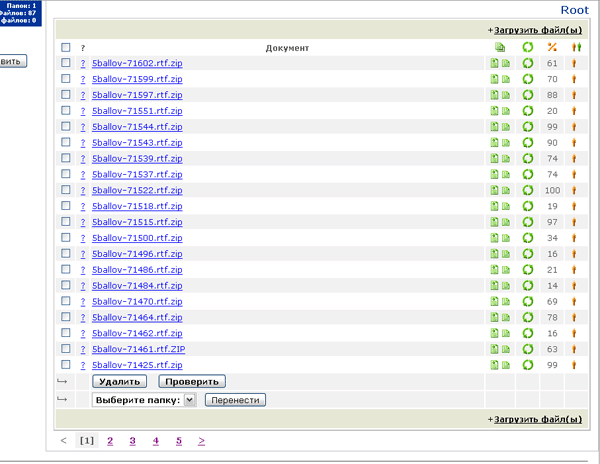 Папок: 1
Файлов: 87
файлов: 0
Root
+Загрузить файл(ы)
вить
? Документ
? 5ballov-71602.rtf.zip 61
? 5ballov-71599.rtf.zip 70
? 5ballov-71597.rtf.zip 88
? 5ballov-71551.rtf.zip 20
? 5ballov-71544.rtf.zip 99
? 5ballov-71543.rtf.zip 90
? 5ballov-71539.rtf.zip 74
? 5ballov-71537.rtf.zip 74
? 5ballov-71522.rtf.zip 100
? 5ballov-71518.rtf.zip 19
? 5ballov-71515.rtf.zip 97
? 5ballov-71500.rtf.zip 34
? 5ballov-71496.rtf.zip 16
? 5ballov-71486.rtf.zip 21
? 5ballov-71484.rtf.zip 14
? 5ballov-71470.rtf.zip 69
? 5ballov-71464.rtf.zip 78
? 5ballov-71462.rtf.zip 16
? 5ballov-71461.rtf.ZIP 63
? 5ballov-71425.rtf.zip 99
Удалить Проверить
Выберите папку: Перенести
+Загрузить файл(ы)
< [1] 2 3 4 5 >